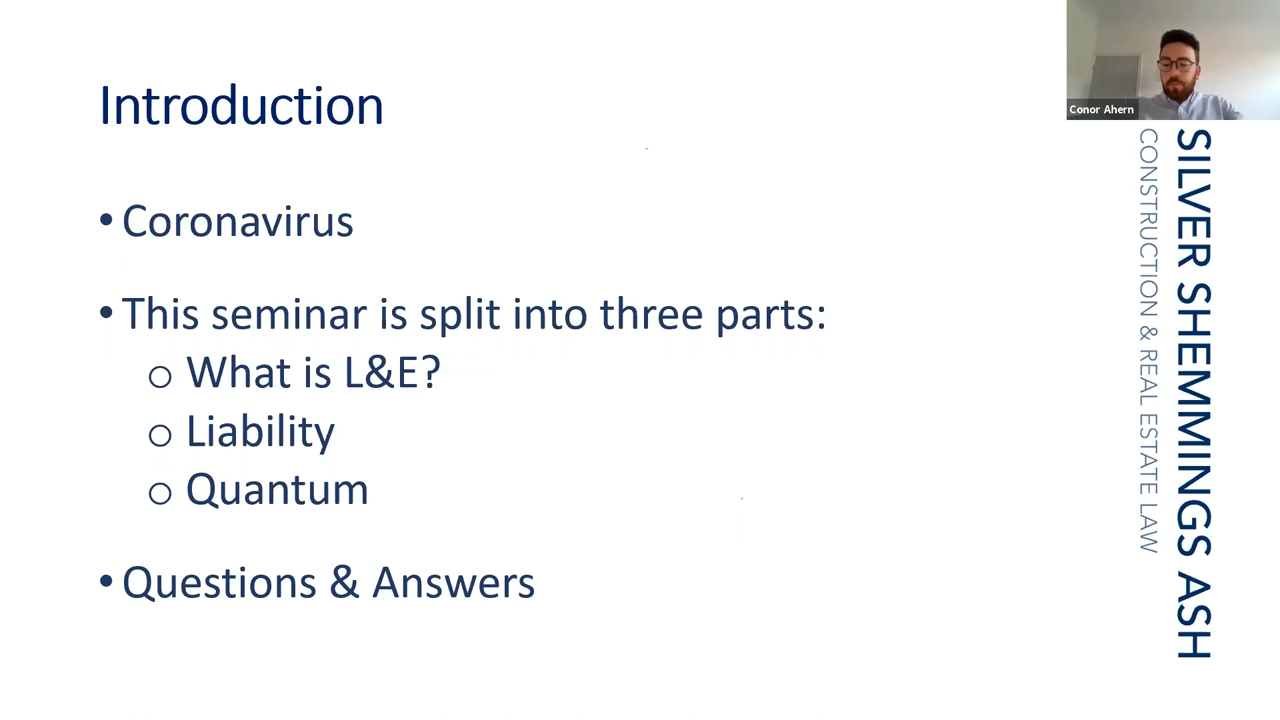 Introduction
• Coronavirus
• This seminar is split into three parts:
o What is L&E?
o Liability
o Quantum
• Questions & Answers
Conor Ahern
SILVER SHEMMINGS ASH
CONSTRUCTION & REAL ESTATE LAW